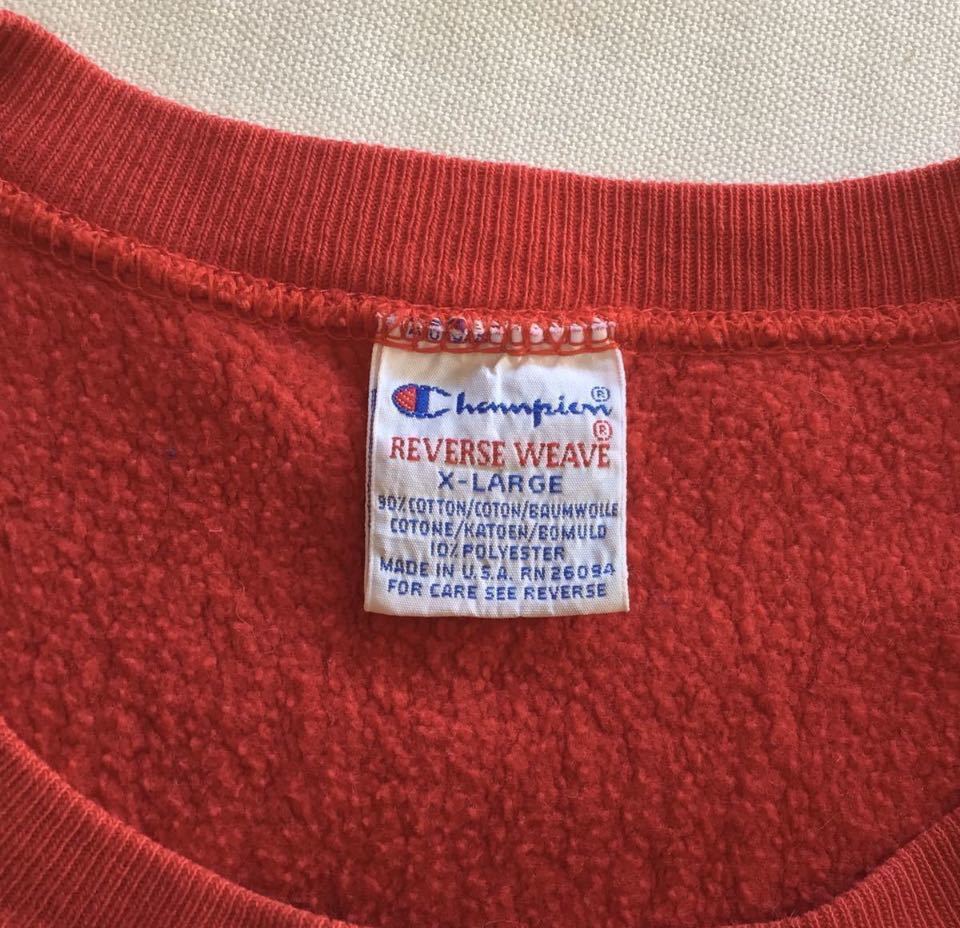 Champion ®
REVERSE WEAVE ®
X-LARGE
90% COTTON/COTON/BAUMWOLLE
COTONE/KATOEN/BOMULD
10% POLYESTER
MADE IN U.S.A. RN 26094
FOR CARE SEE REVERSE